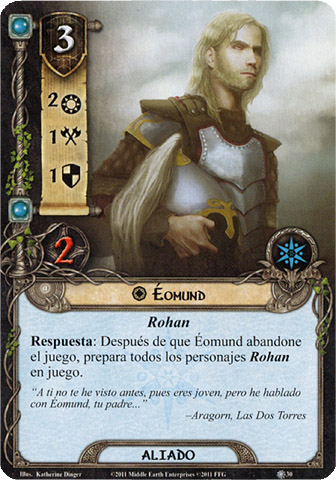 3
2
1
1
2
Éomund
Rohan
Respuesta: Después de que Éomund abandone
el juego, prepara todos los personajes Rohan
en juego.
“A ti no te he visto antes, pues eres joven, pero he hablado
con Éomund, tu padre...”
–Aragorn, Las Dos Torres
ALIADO
Illus. Katherine Dinger ©2011 Middle Earth Enterprises ©2011 FFG 30